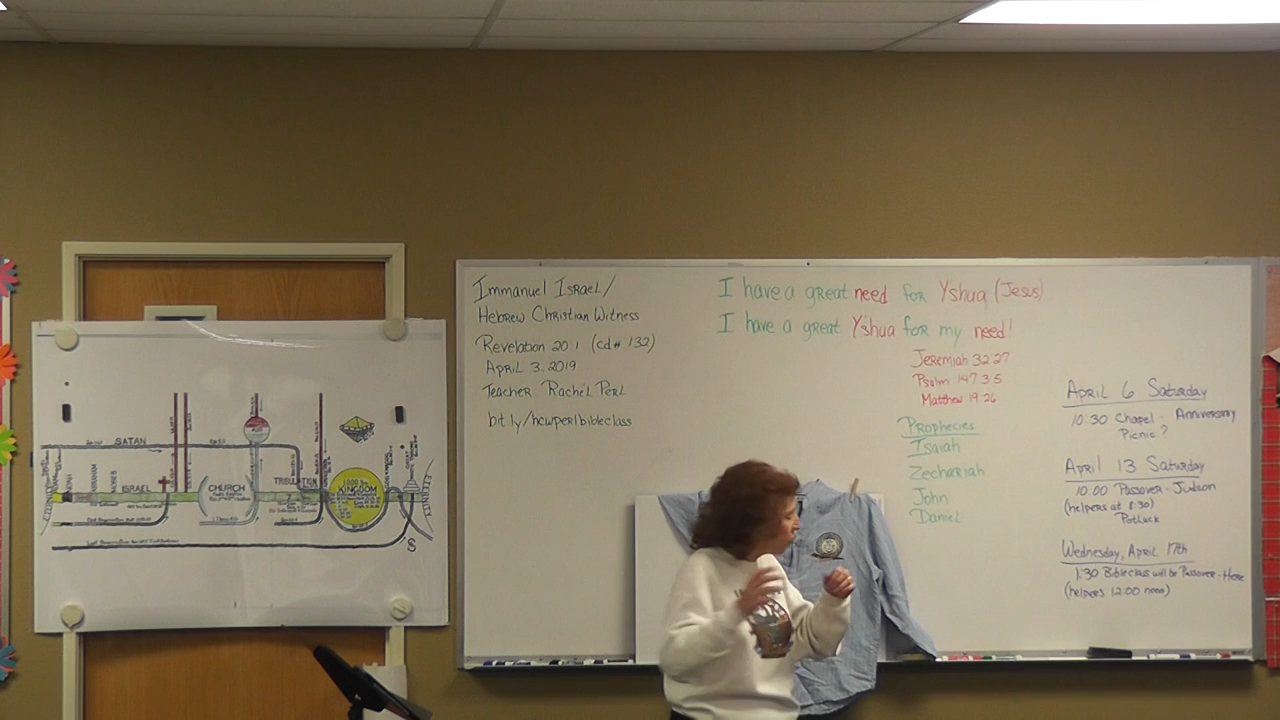 Immanuel Israel/
Hebrew Christian Witness
Revelation 20:1 (cd# 132)
April 3, 2019
Teacher Rachel Perl
bit.ly/hcwperlbibleclass
I have a great need for Yshua (Jesus)
I have a great Yshua for my need!
Jeremiah 32:27
Psalm 147:3-5
Matthew 19:26
Prophecies
Isaiah
Zechariah
John
Daniel
April 6 Saturday
10:30 Chapel - Anniversary
Picnic?
April 13 Saturday
10:00 Passover - Judson
(helpers at 8:30)
Potluck
Wednesday, April 17th
1:30 Bible class will be Passover - Here
(helpers 12:00 noon)
SATAN
ABRAHAM
MOSES
ISRAEL
CHURCH
TRIBULATION
KINGDOM
ETERNITY